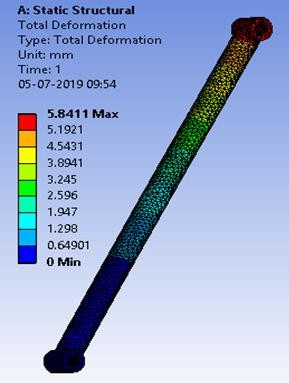 A: Static Structural
Total Deformation
Type: Total Deformation
Unit: mm
Time: 1
05-07-2019 09:54
5.8411 Max
5.1921
4.5431
3.8941
3.245
2.596
1.947
1.298
0.64901
0 Min